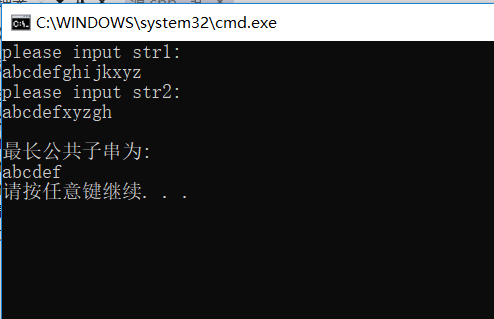 C:\WINDOWS\system32\cmd.exe
please input str1:
abcdefghijkxyz
please input str2:
abcdefxyzgh
最长公共子串为:
abcdef
请按任意键继续. . .